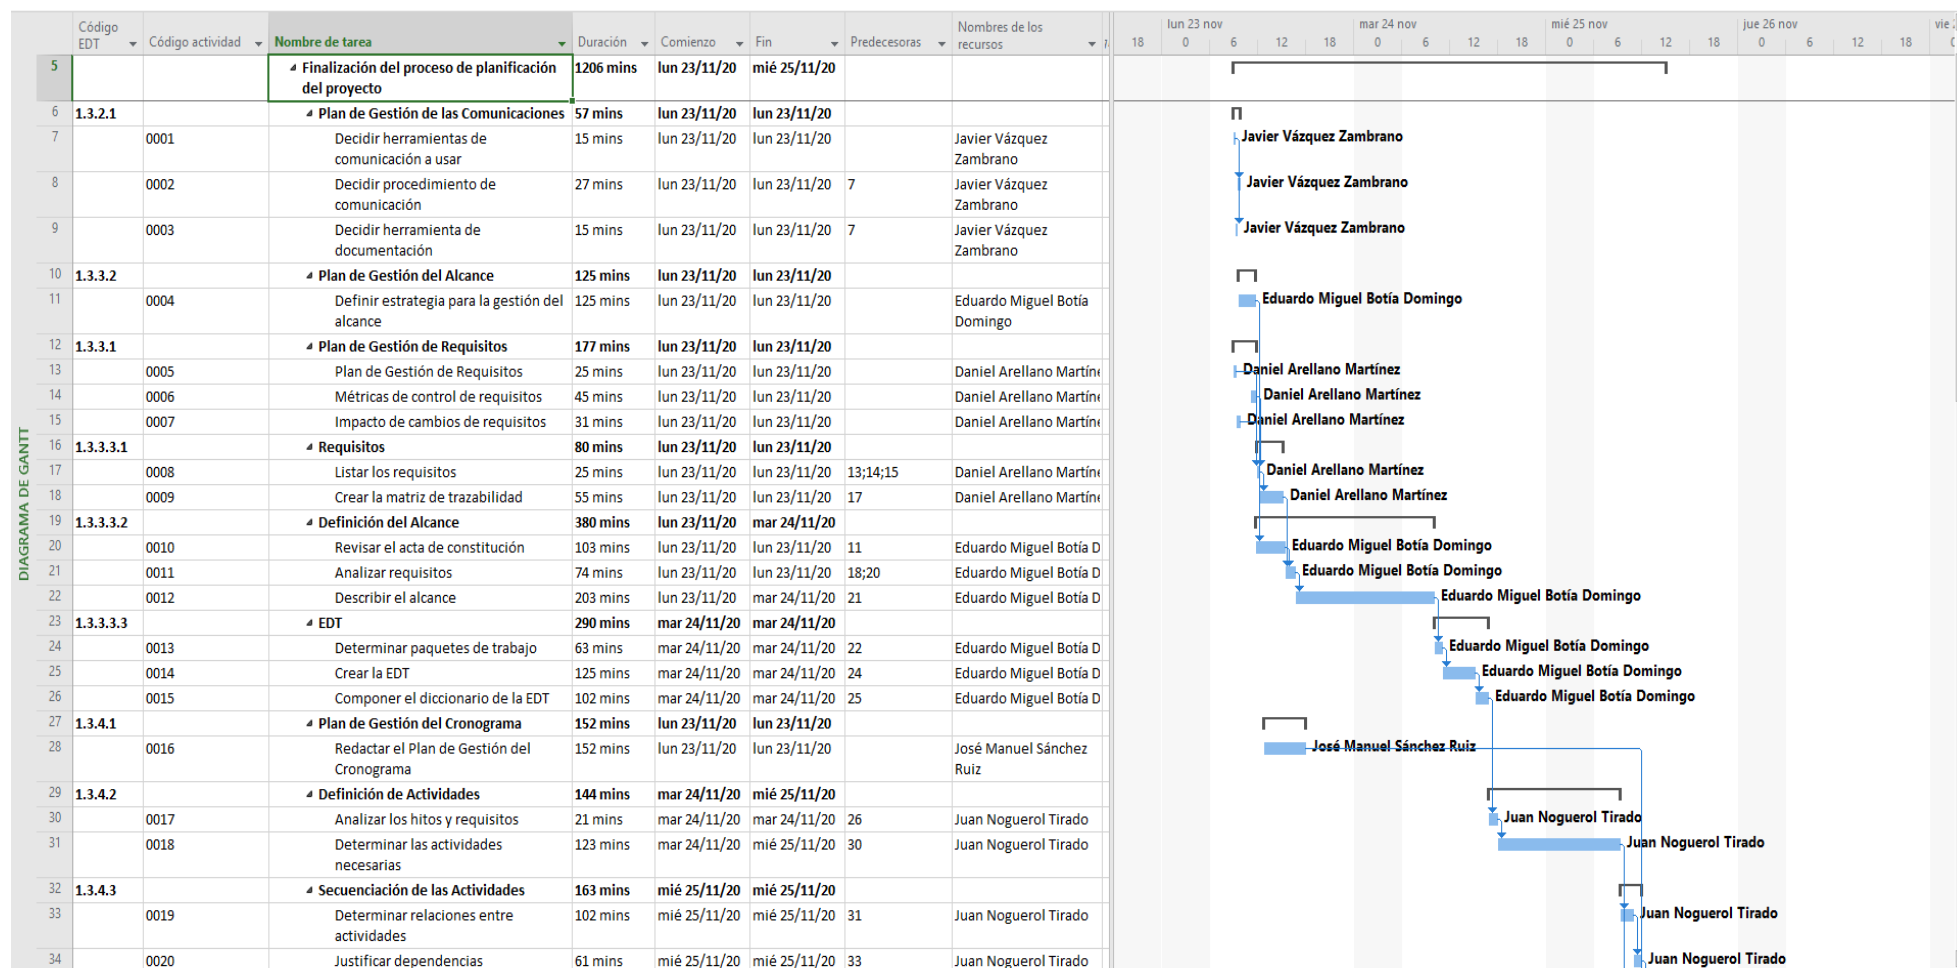 Código EDT Código actividad Nombre de tarea Duración Comienzo Fin Predecesoras Nombres de los recursos
lun 23 nov mar 24 nov mié 25 nov jue 26 nov vie
18 0 6 12 18 0 6 12 18 0 6 12 18 0 6 12 18
DIAGRAMA DE GANTT
5 Finalización del proceso de planificación 1206 mins lun 23/11/20 mié 25/11/20
del proyecto
6 1.3.2.1 Plan de Gestión de las Comunicaciones 57 mins lun 23/11/20 lun 23/11/20
7 0001 Decidir herramientas de 15 mins lun 23/11/20 lun 23/11/20 Javier Vázquez Javier Vázquez Zambrano
comunicación a usar Zambrano
8 0002 Decidir procedimiento de 27 mins lun 23/11/20 lun 23/11/20 7 Javier Vázquez Javier Vázquez Zambrano
comunicación Zambrano
9 0003 Decidir herramienta de 15 mins lun 23/11/20 lun 23/11/20 7 Javier Vázquez Javier Vázquez Zambrano
documentación Zambrano
10 1.3.3.2 Plan de Gestión del Alcance 125 mins lun 23/11/20 lun 23/11/20
11 0004 Definir estrategia para la gestión del 125 mins lun 23/11/20 lun 23/11/20 Eduardo Miguel Botía Eduardo Miguel Botía Domingo
alcance Domingo
12 1.3.3.1 Plan de Gestión de Requisitos 177 mins lun 23/11/20 lun 23/11/20
13 0005 Plan de Gestión de Requisitos 25 mins lun 23/11/20 lun 23/11/20 Daniel Arellano Martíne Daniel Arellano Martínez
14 0006 Métricas de control de requisitos 45 mins lun 23/11/20 lun 23/11/20 Daniel Arellano Martíne Daniel Arellano Martínez
15 0007 Impacto de cambios de requisitos 31 mins lun 23/11/20 lun 23/11/20 Daniel Arellano Martíne Daniel Arellano Martínez
16 1.3.3.3.1 Requisitos 80 mins lun 23/11/20 lun 23/11/20
17 0008 Listar los requisitos 25 mins lun 23/11/20 lun 23/11/20 13;14;15 Daniel Arellano Martíne Daniel Arellano Martínez
18 0009 Crear la matriz de trazabilidad 55 mins lun 23/11/20 lun 23/11/20 17 Daniel Arellano Martíne Daniel Arellano Martínez
19 1.3.3.3.2 Definición del Alcance 380 mins lun 23/11/20 mar 24/11/20
20 0010 Revisar el acta de constitución 103 mins lun 23/11/20 lun 23/11/20 11 Eduardo Miguel Botía D Eduardo Miguel Botía Domingo
21 0011 Analizar requisitos 74 mins lun 23/11/20 lun 23/11/20 18;20 Eduardo Miguel Botía D Eduardo Miguel Botía Domingo
22 0012 Describir el alcance 203 mins lun 23/11/20 mar 24/11/20 21 Eduardo Miguel Botía D Eduardo Miguel Botía Domingo
23 1.3.3.3.3 EDT 290 mins mar 24/11/20 mar 24/11/20
24 0013 Determinar paquetes de trabajo 63 mins mar 24/11/20 mar 24/11/20 22 Eduardo Miguel Botía D Eduardo Miguel Botía Domingo
25 0014 Crear la EDT 125 mins mar 24/11/20 mar 24/11/20 24 Eduardo Miguel Botía D Eduardo Miguel Botía Domingo
26 0015 Componer el diccionario de la EDT 102 mins mar 24/11/20 mar 24/11/20 25 Eduardo Miguel Botía D Eduardo Miguel Botía Domingo
27 1.3.4.1 Plan de Gestión del Cronograma 152 mins lun 23/11/20 lun 23/11/20
28 0016 Redactar el Plan de Gestión del 152 mins lun 23/11/20 lun 23/11/20 José Manuel Sánchez José Manuel Sánchez Ruiz
Cronograma Ruiz
29 1.3.4.2 Definición de Actividades 144 mins mar 24/11/20 mié 25/11/20
30 0017 Analizar los hitos y requisitos 21 mins mar 24/11/20 mar 24/11/20 26 Juan Noguerol Tirado Juan Noguerol Tirado
31 0018 Determinar las actividades 123 mins mar 24/11/20 mié 25/11/20 30 Juan Noguerol Tirado Juan Noguerol Tirado
necesarias
32 1.3.4.3 Secuenciación de las Actividades 163 mins mié 25/11/20 mié 25/11/20
33 0019 Determinar relaciones entre 102 mins mié 25/11/20 mié 25/11/20 31 Juan Noguerol Tirado Juan Noguerol Tirado
actividades
34 0020 Justificar dependencias 61 mins mié 25/11/20 mié 25/11/20 33 Juan Noguerol Tirado Juan Noguerol Tirado